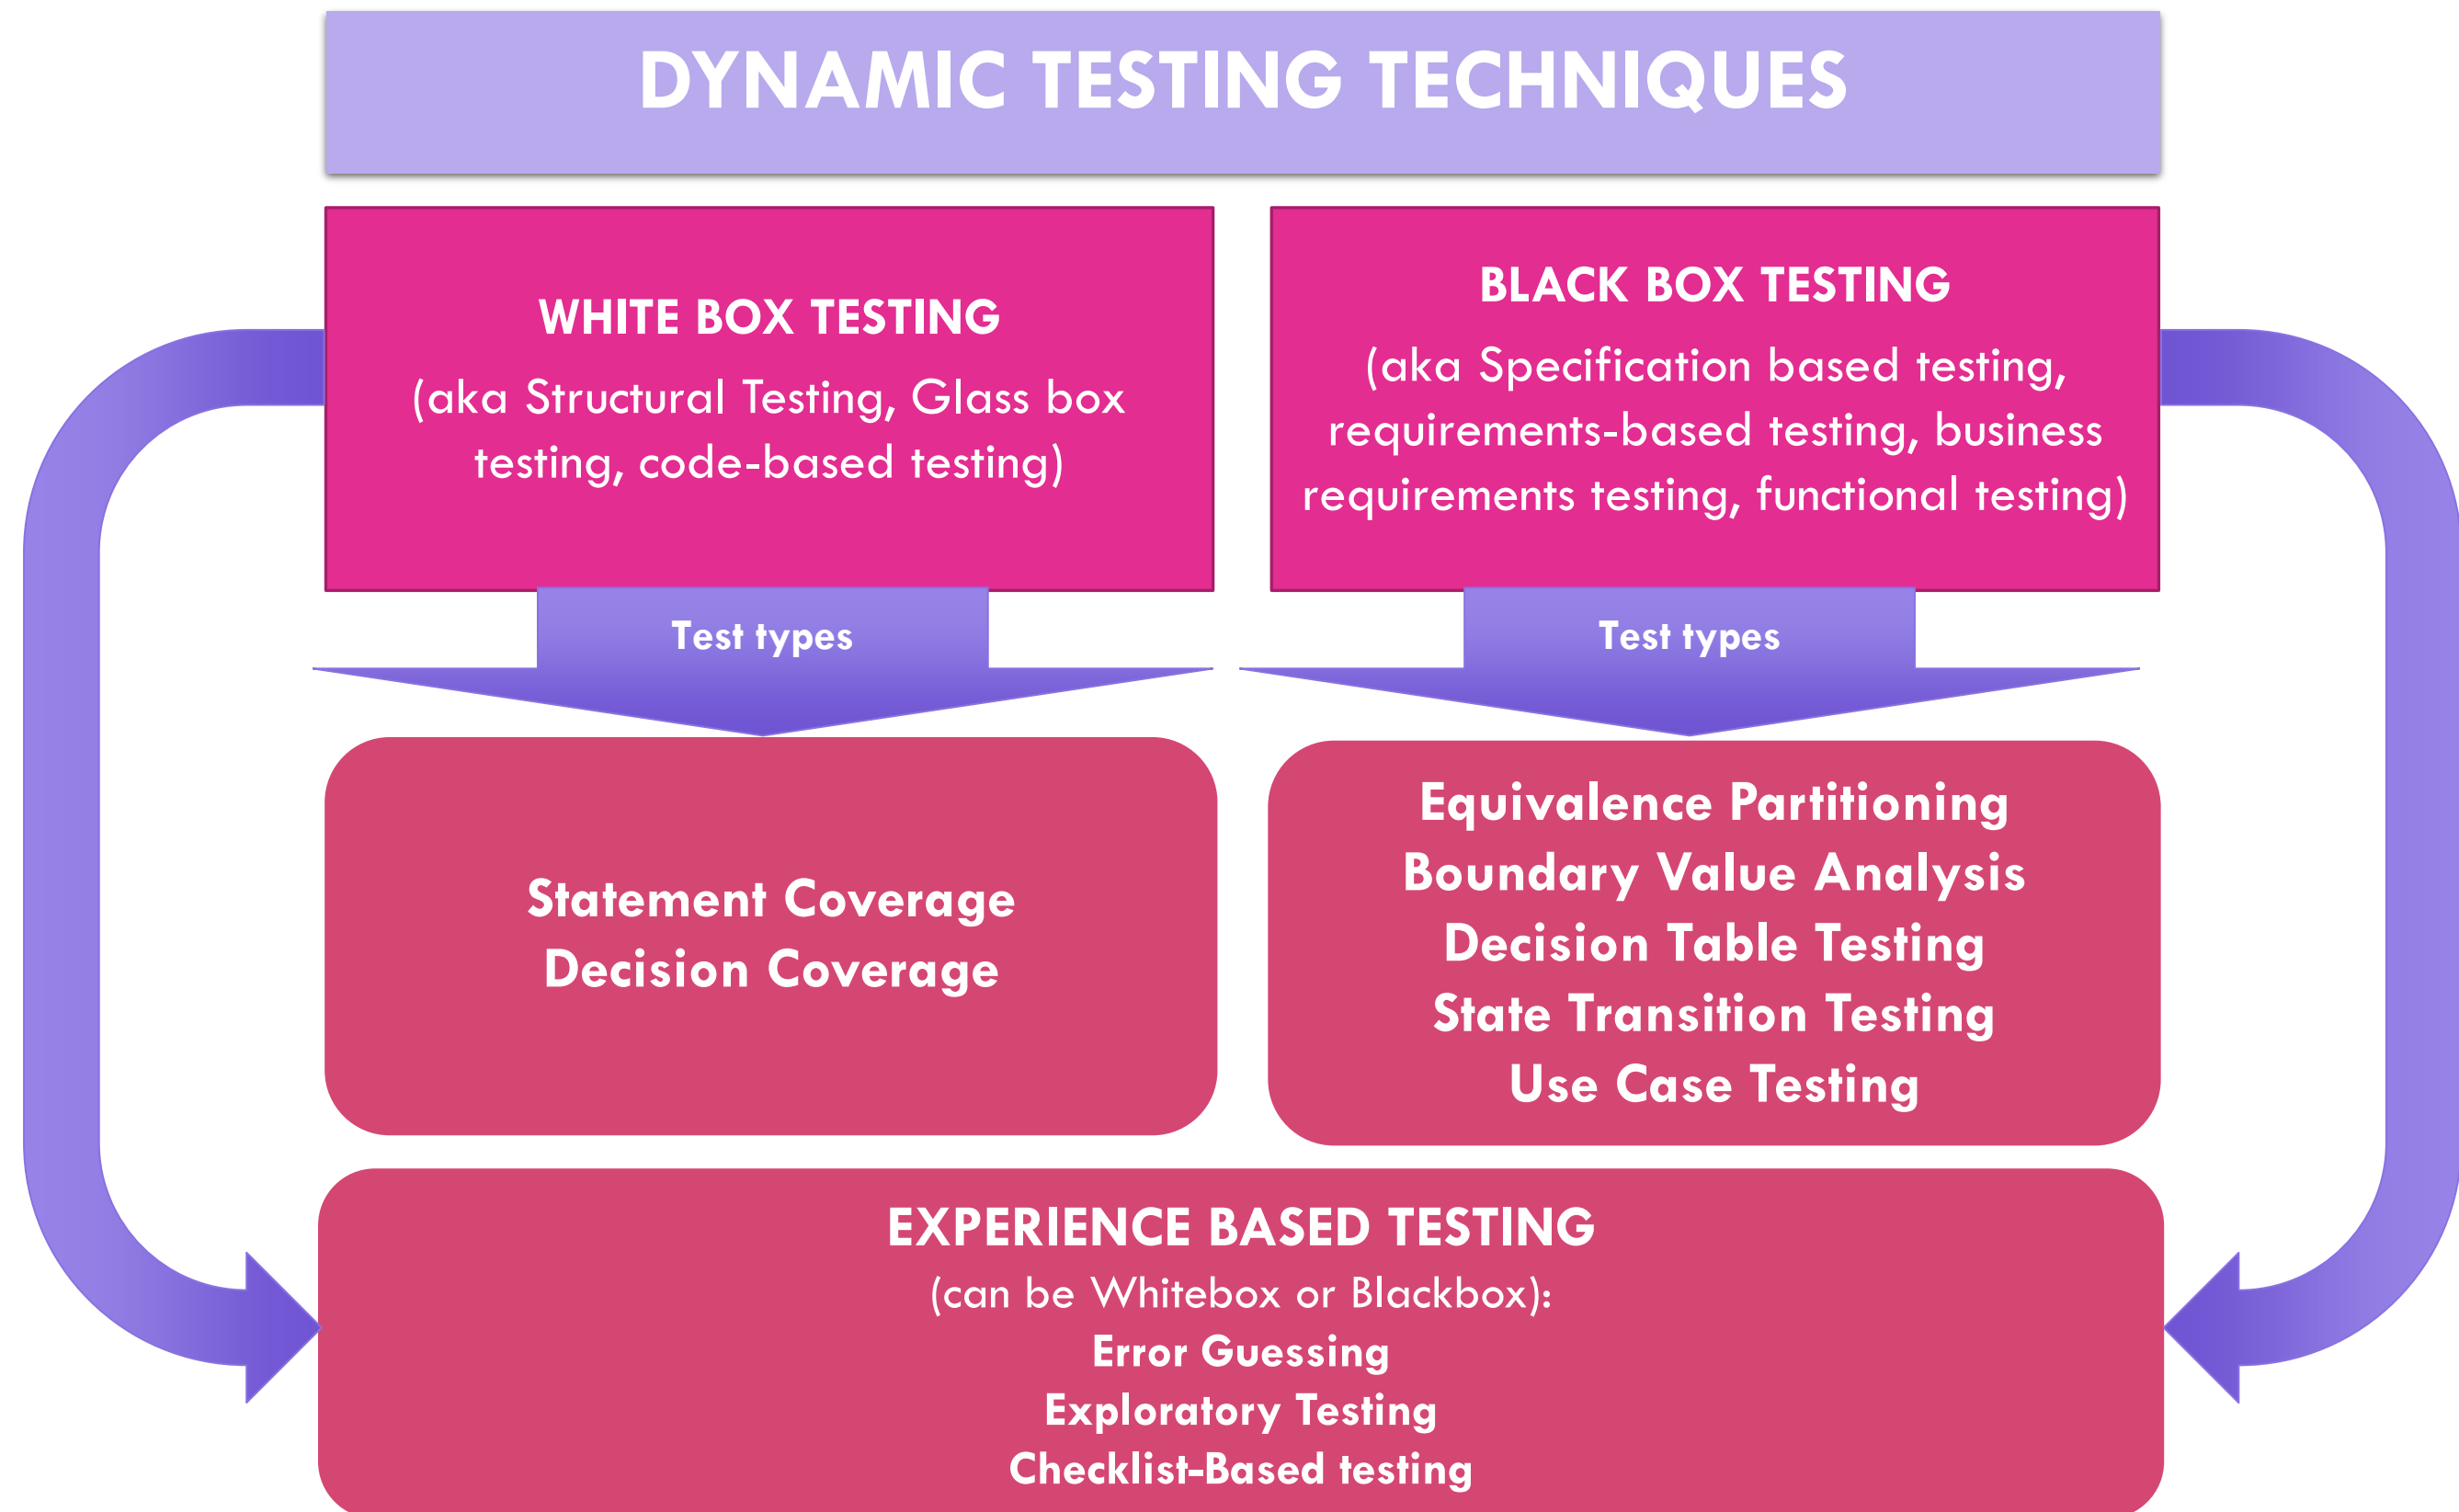 DYNAMIC TESTING TECHNIQUES
WHITE BOX TESTING
(aka Structural Testing, Glass box
testing, code-based testing)
BLACK BOX TESTING
(aka Specification based testing,
requirements-based testing, business
requirements testing, functional testing)
Test types
Test types
Statement Coverage
Decision Coverage
Equivalence Partitioning
Boundary Value Analysis
Decision Table Testing
State Transition Testing
Use Case Testing
EXPERIENCE BASED TESTING
(can be Whitebox or Blackbox):
Error Guessing
Exploratory Testing
Checklist-Based testing